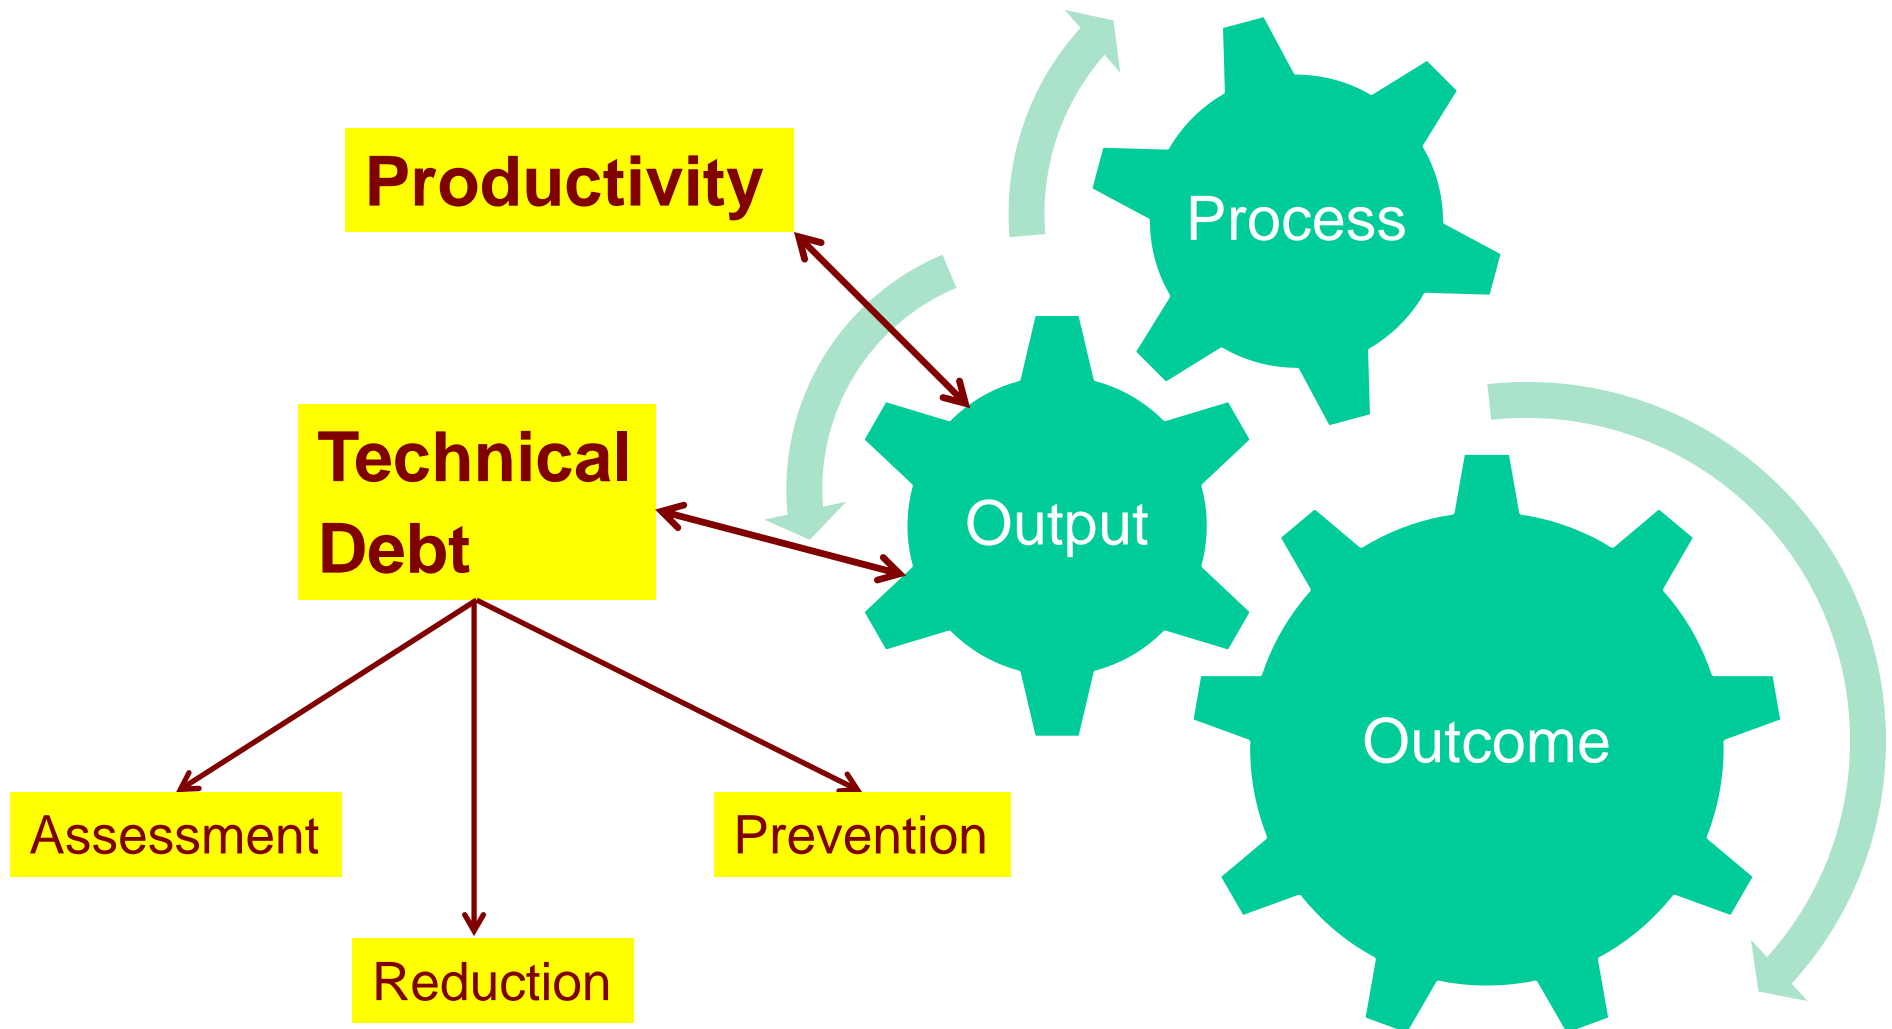 Productivity
Process
Technical
Debt
Output
Outcome
Assessment
Prevention
Reduction